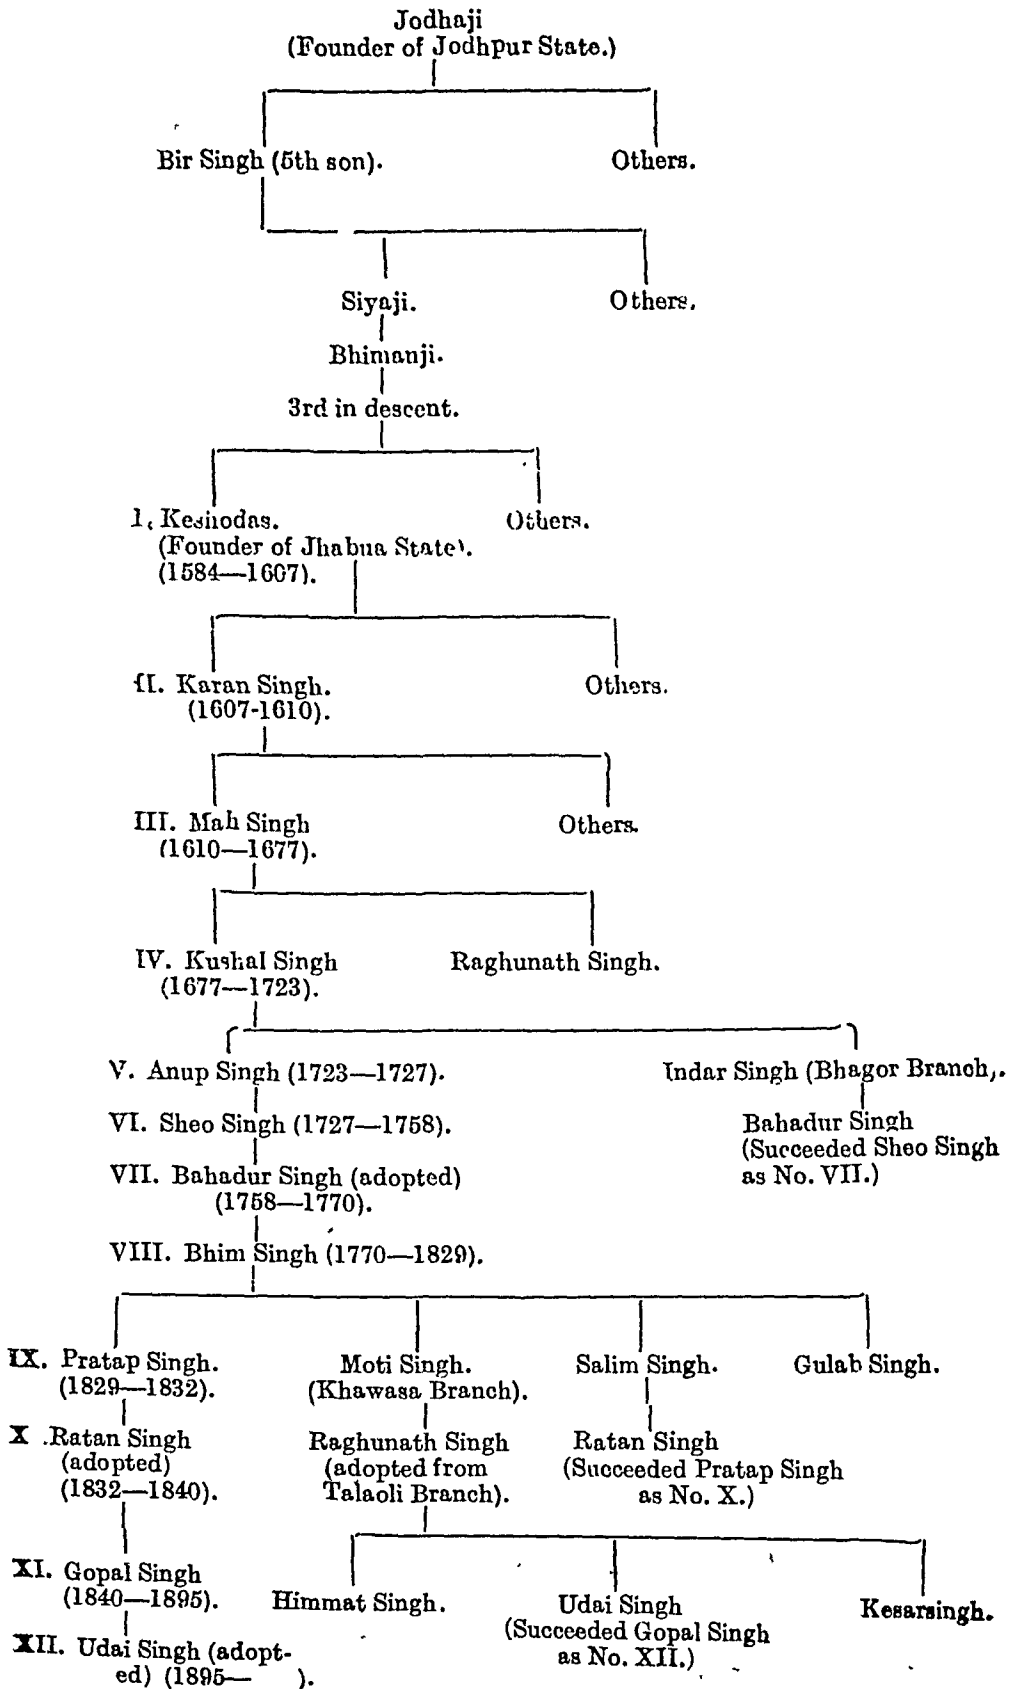 Jodhaji
(Founder of Jodhpur State.)
Bir Singh (5th son).
Others.
Siyaji.
Others.
Bhimanji.
3rd in descent.
I. Keshodas.
Others.
(Founder of Jhabua State).
(1584—1607).
II. Karan Singh.
Others.
(1607-1610).
III. Mah Singh
Others.
(1610—1677).
IV. Kushal Singh
Raghunath Singh.
(1677—1723).
V. Anup Singh (1723—1727).
Indar Singh (Bhagor Branch).
VI. Sheo Singh (1727—1758).
Bahadur Singh
(Succeeded Sheo Singh
as No. VII.)
VII. Bahadur Singh (adopted)
(1758—1770).
VIII. Bhim Singh (1770—1829).
IX. Pratap Singh.
(1829—1832).
Moti Singh.
(Khawasa Branch).
Salim Singh.
Gulab Singh.
X. Ratan Singh
(adopted)
(1832—1840).
Raghunath Singh
(adopted from
Talaoli Branch).
Ratan Singh
(Succeeded Pratap Singh
as No. X.)
XI. Gopal Singh
(1840—1895).
Himmat Singh.
Udai Singh
(Succeeded Gopal Singh
as No. XII.)
Kesarsingh.
XII. Udai Singh (adopt-
ed) (1895— ).